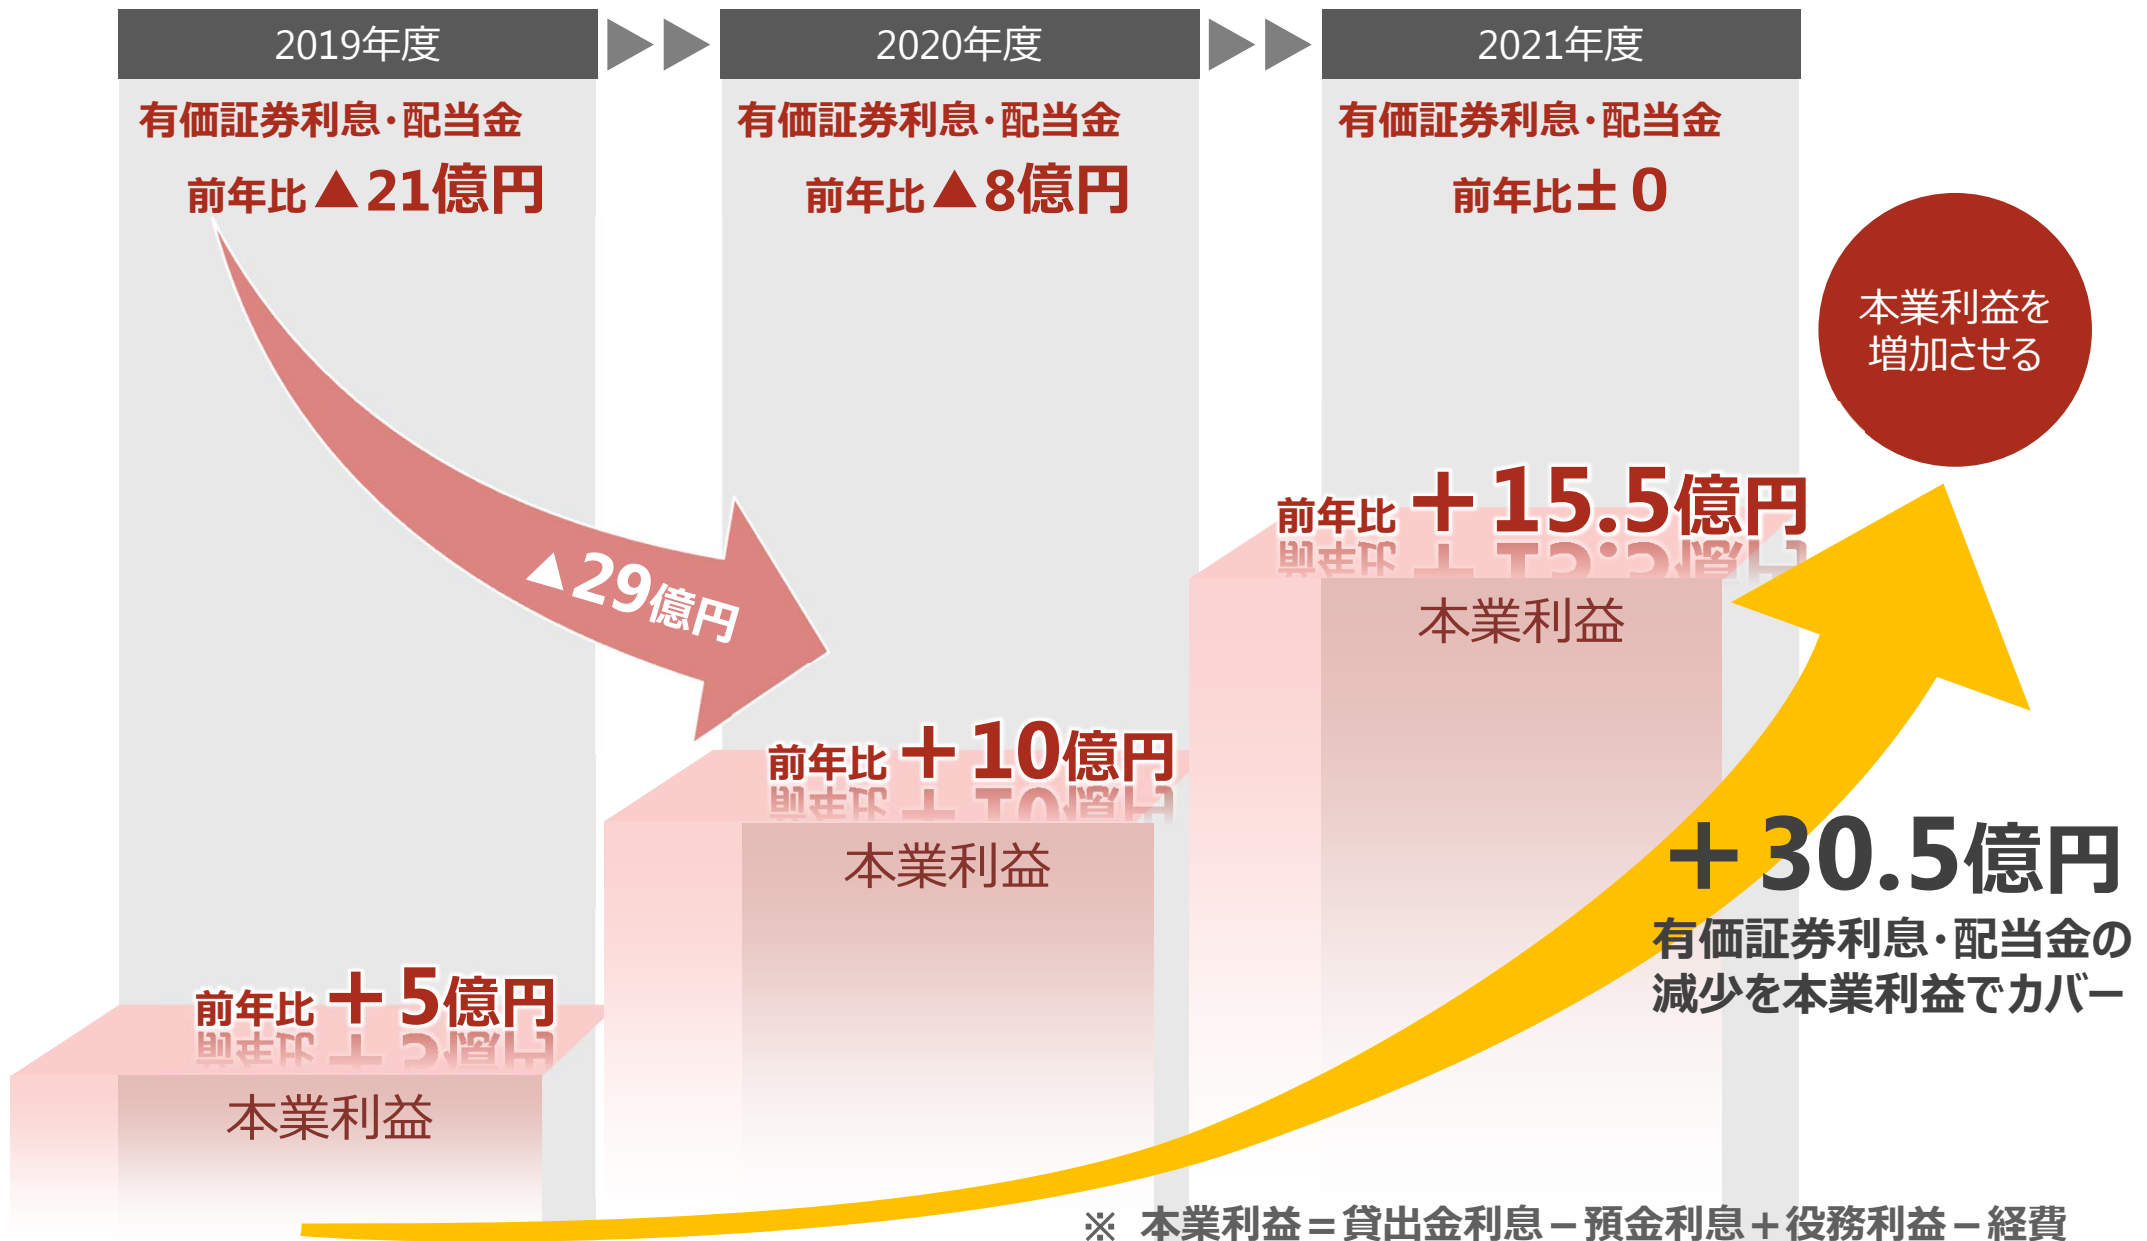 2019年度
2020年度
2021年度
有価証券利息・配当金
前年比▲21億円
有価証券利息・配当金
前年比▲8億円
有価証券利息・配当金
前年比±0
本業利益を
増加させる
▲29億円
前年比＋15.5億円
本業利益
前年比＋10億円
本業利益
前年比＋5億円
本業利益
＋30.5億円
有価証券利息・配当金の
減少を本業利益でカバー
※ 本業利益＝貸出金利息－預金利息＋役務利益－経費